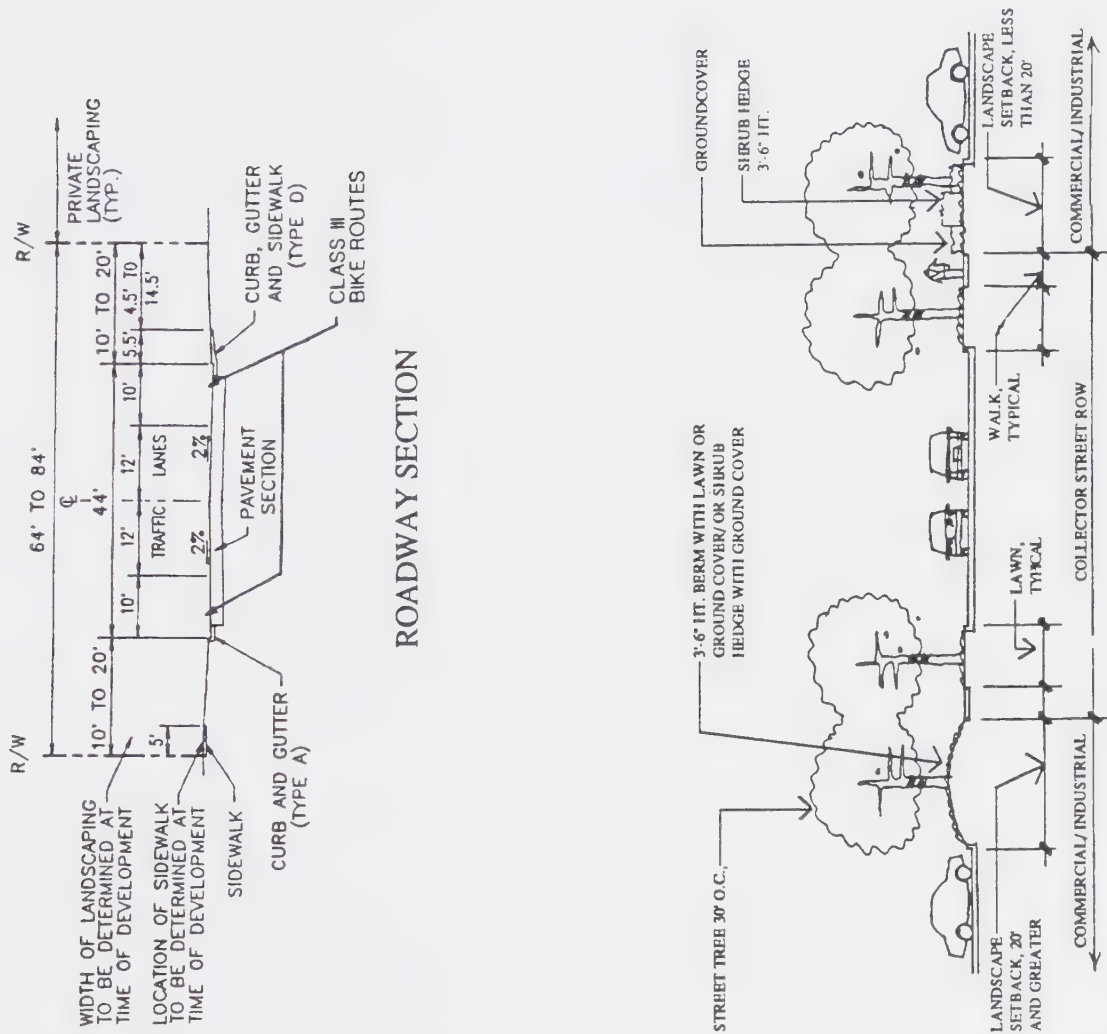 R/W
R/W
64' TO 84'
PRIVATE
LANDSCAPING
(TYP.)
10' TO 20'
℄
44'
10' TO 20'
5'
10'
12'
12'
10'
5.5'
4.5' TO
14.5'
TRAFFIC
LANES
2%
2%
PAVEMENT
SECTION
WIDTH OF LANDSCAPING
TO BE DETERMINED AT
TIME OF DEVELOPMENT
LOCATION OF SIDEWALK
TO BE DETERMINED AT
TIME OF DEVELOPMENT
SIDEWALK
CURB AND GUTTER
(TYPE A)
CURB, GUTTER
AND SIDEWALK
(TYPE D)
CLASS III
BIKE ROUTES
ROADWAY SECTION
STREET TREE 30' O.C.
3'-6" HT. BERM WITH LAWN OR
GROUND COVER/ OR SHRUB
HEDGE WITH GROUND COVER
GROUNDCOVER
SHRUB HEDGE
3'-6" HT.
LANDSCAPE
SETBACK, 20'
AND GREATER
LAWN,
TYPICAL
WALK,
TYPICAL
LANDSCAPE
SETBACK, LESS
THAN 20'
COMMERCIAL/ INDUSTRIAL
COLLECTOR STREET ROW
COMMERCIAL/ INDUSTRIAL